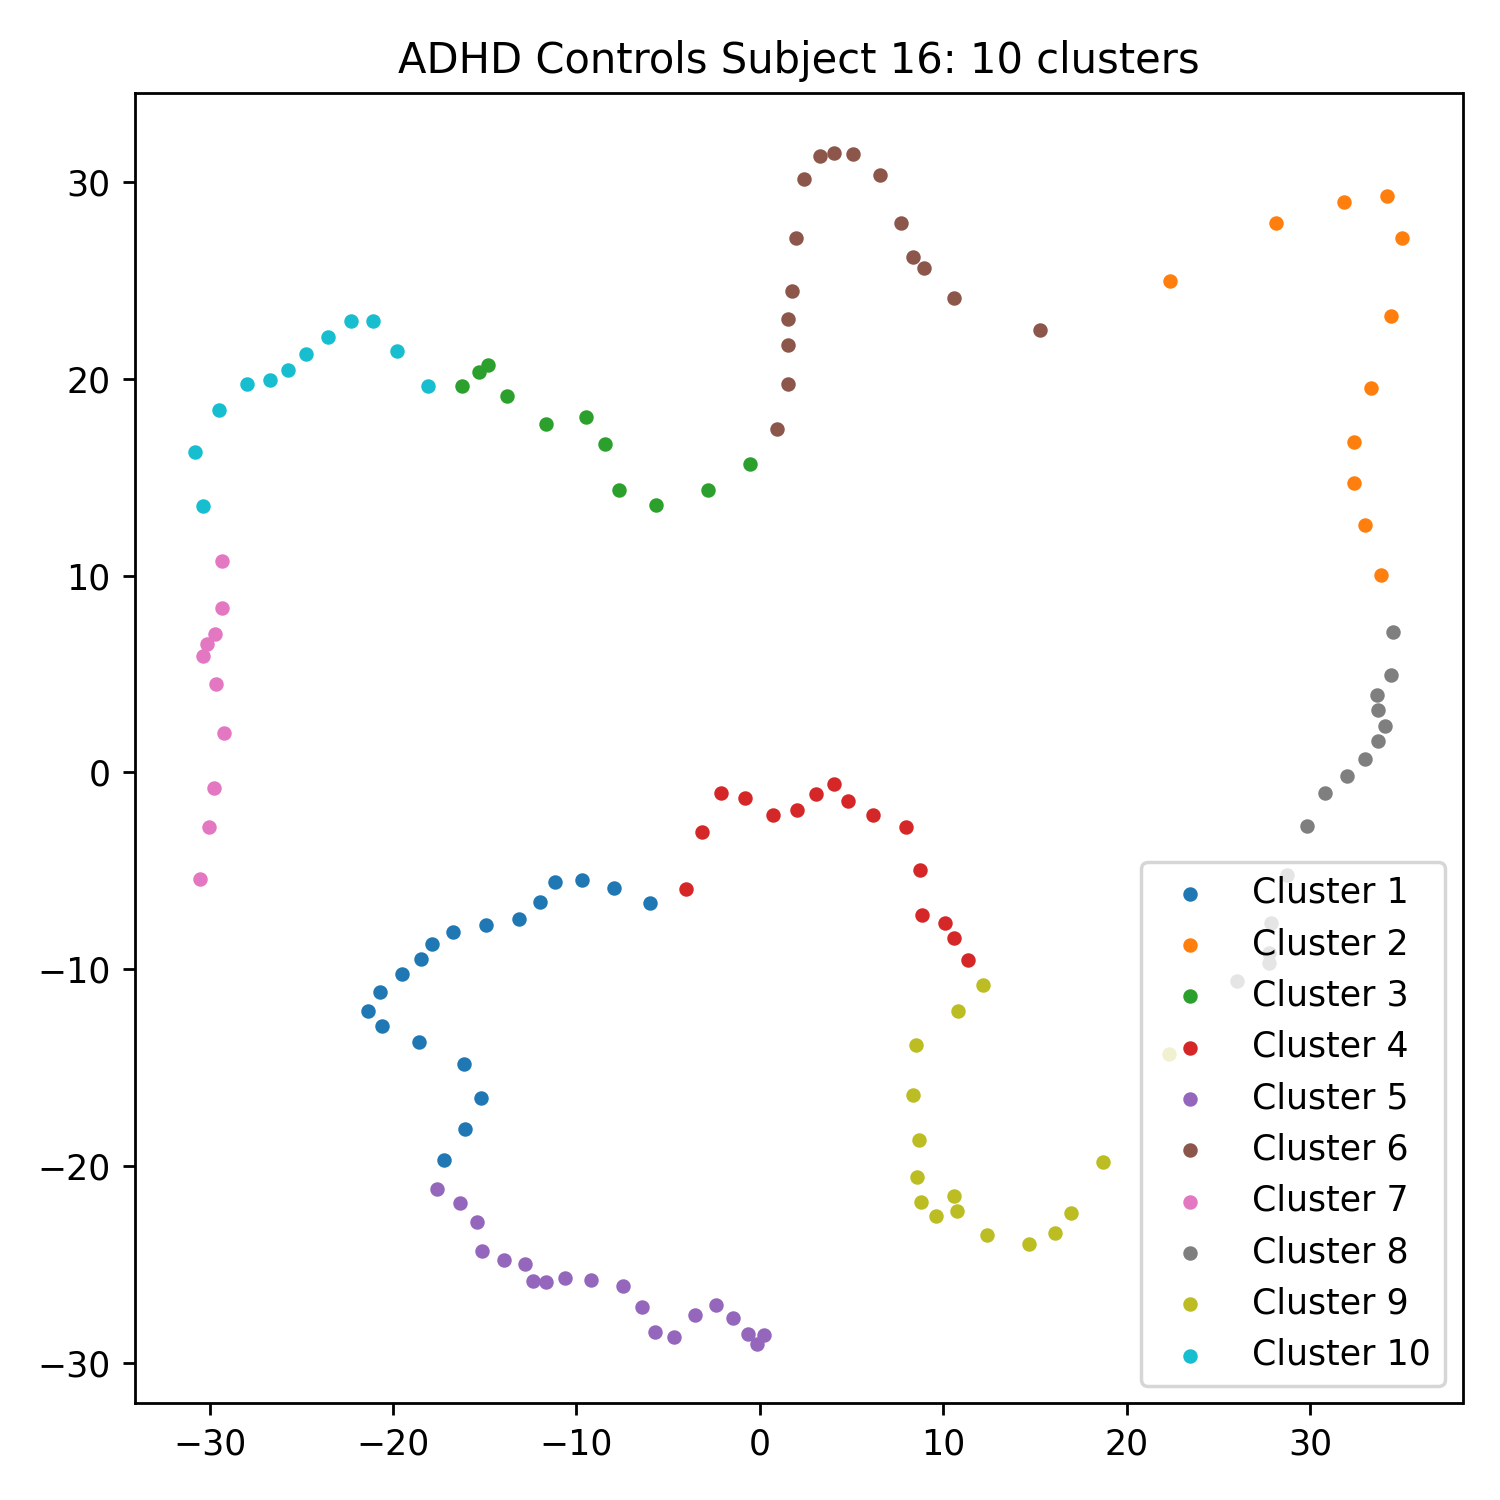 ADHD Controls Subject 16: 10 clusters
30
20
10
0
−10
−20
−30
−30
−20
−10
0
10
20
30
Cluster 1
Cluster 2
Cluster 3
Cluster 4
Cluster 5
Cluster 6
Cluster 7
Cluster 8
Cluster 9
Cluster 10